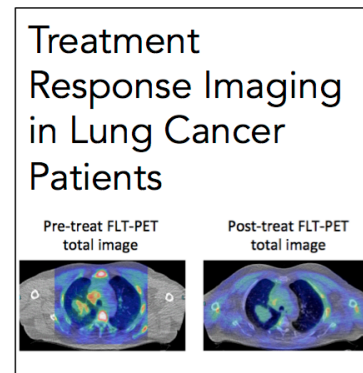 Treatment
Response Imaging
in Lung Cancer
Patients
Pre-treat FLT-PET
total image
Post-treat FLT-PET
total image